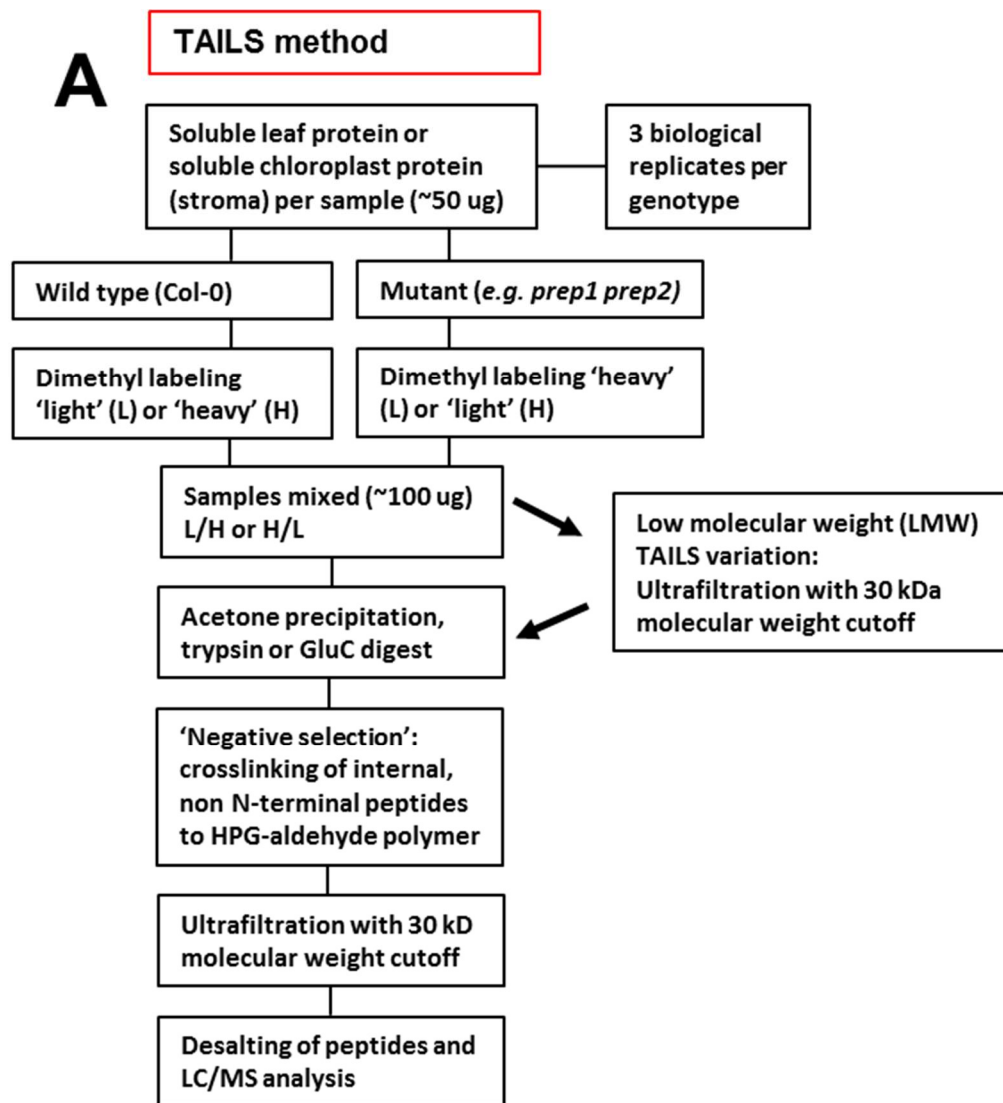 TAILS method
A
Soluble leaf protein or
soluble chloroplast protein
(stroma) per sample (~50 ug)
3 biological
replicates per
genotype
Wild type (Col-0)
Mutant (e.g. prep1 prep2)
Dimethyl labeling
‘light’ (L) or ‘heavy’ (H)
Dimethyl labeling ‘heavy’
(L) or ‘light’ (H)
Samples mixed (~100 ug)
L/H or H/L
Low molecular weight (LMW)
TAILS variation:
Ultrafiltration with 30 kDa
molecular weight cutoff
Acetone precipitation,
trypsin or GluC digest
‘Negative selection’:
crosslinking of internal,
non N-terminal peptides
to HPG-aldehyde polymer
Ultrafiltration with 30 kD
molecular weight cutoff
Desalting of peptides and
LC/MS analysis